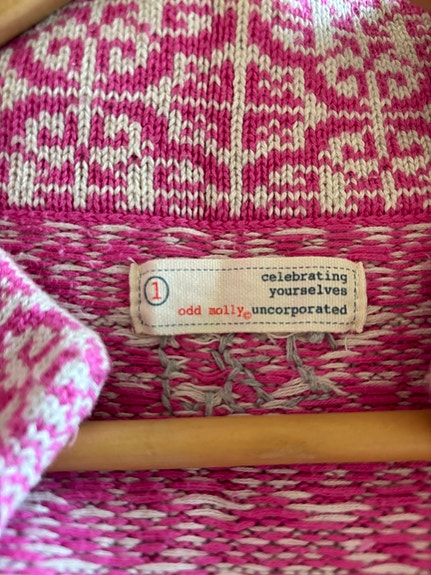 1
celebrating
yourselves
odd molly©uncorporated